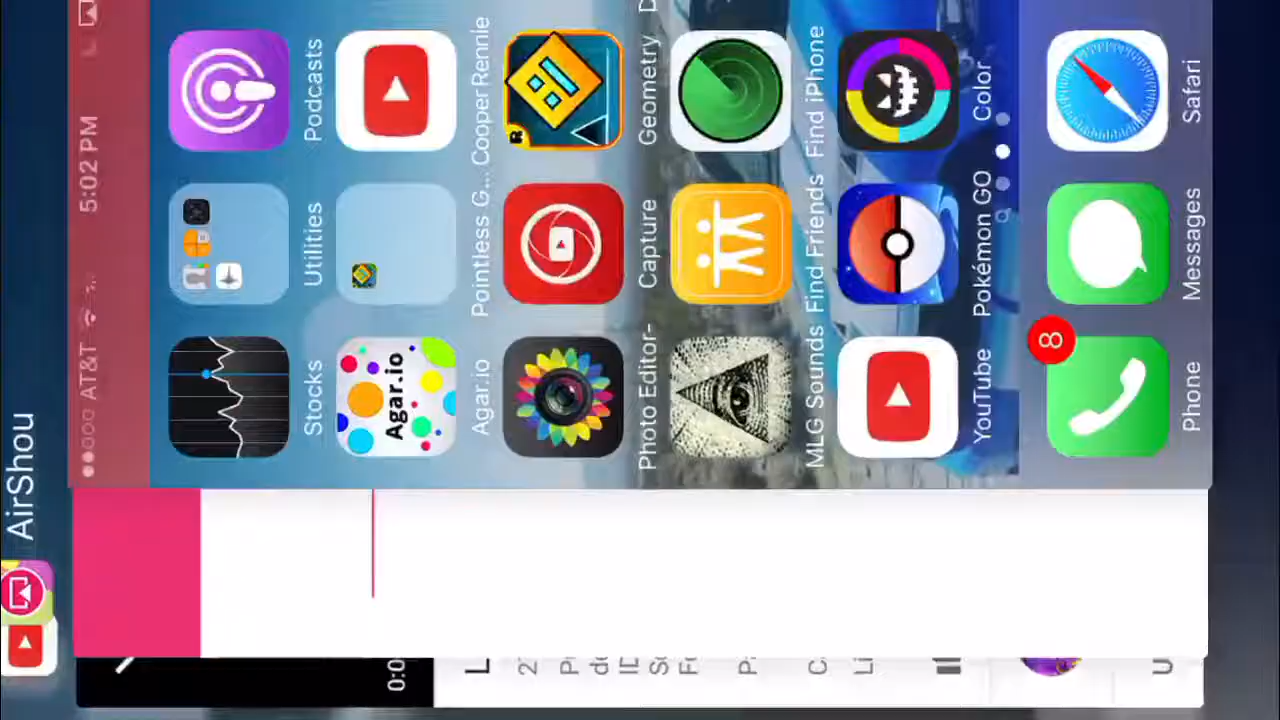 AirShou
AT&T 5:02 PM
Stocks Utilities Podcasts
Agar.io
Agar.io Pointless G... CooperRennie
Photo Editor- Capture Geometry D
MLG Sounds Find Friends Find iPhone
YouTube Pokémon GO Color
8
Phone Messages Safari